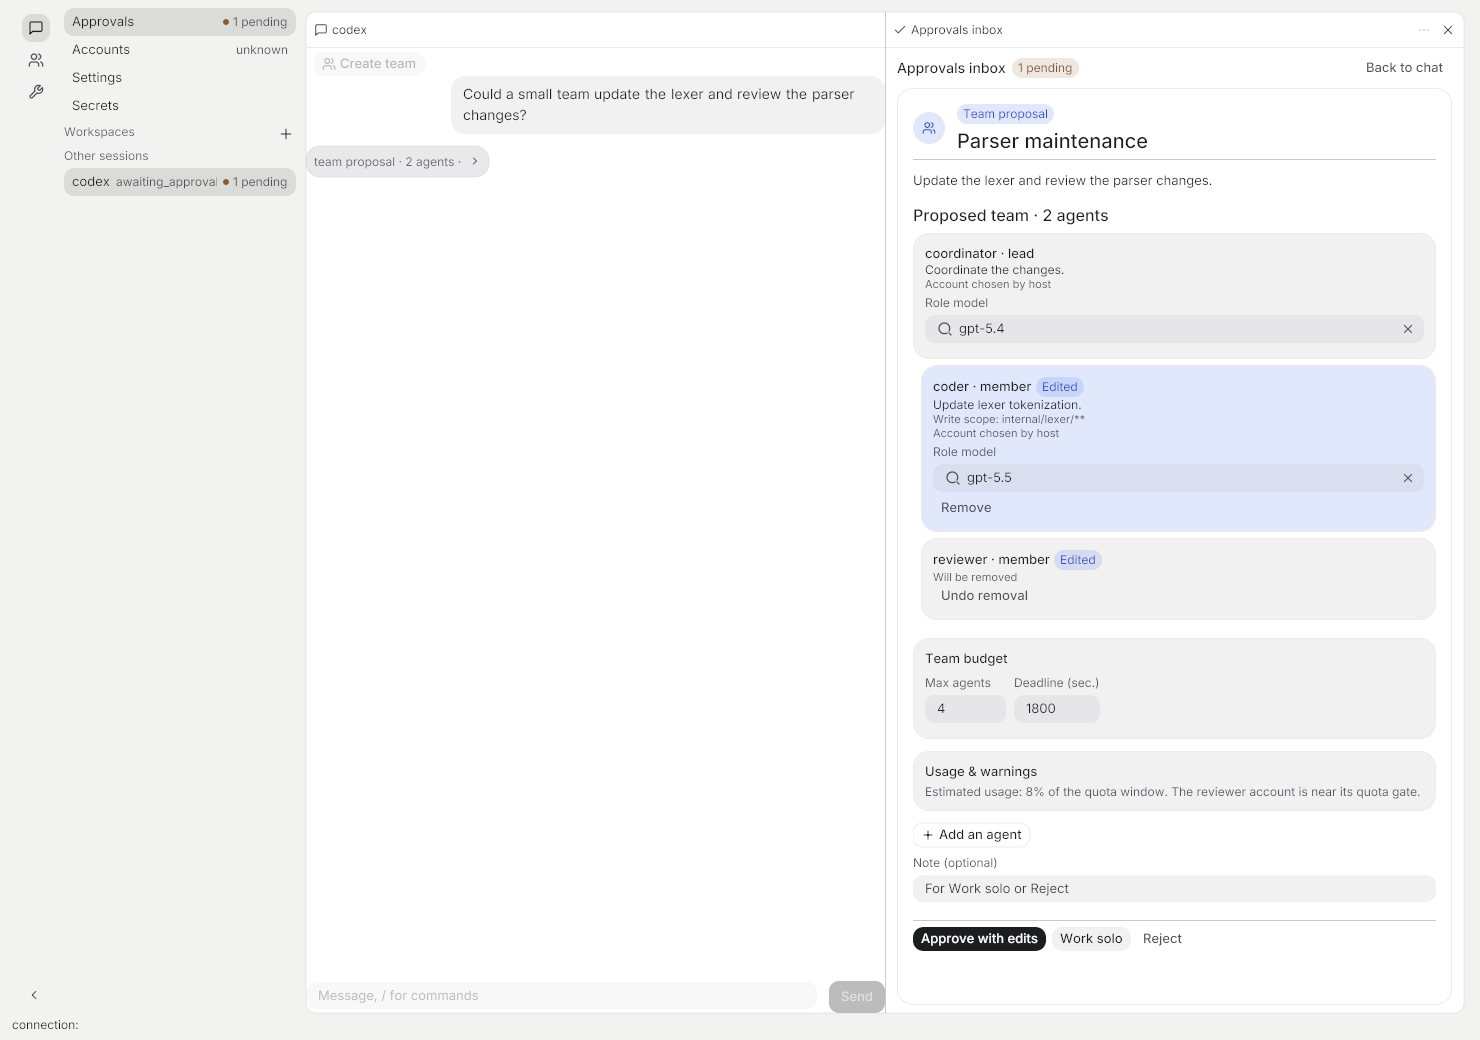 Approvals
1 pending
Accounts
unknown
Settings
Secrets
Workspaces
Other sessions
codex awaiting_approval
1 pending
connection:
codex
Create team
Could a small team update the lexer and review the parser
changes?
team proposal · 2 agents ·
Message, / for commands
Send
Approvals inbox
Approvals inbox
1 pending
Back to chat
Team proposal
Parser maintenance
Update the lexer and review the parser changes.
Proposed team · 2 agents
coordinator · lead
Coordinate the changes.
Account chosen by host
Role model
gpt-5.4
coder · member Edited
Update lexer tokenization.
Write scope: internal/lexer/**
Account chosen by host
Role model
gpt-5.5
Remove
reviewer · member Edited
Will be removed
Undo removal
Team budget
Max agents Deadline (sec.)
4 1800
Usage & warnings
Estimated usage: 8% of the quota window. The reviewer account is near its quota gate.
Add an agent
Note (optional)
For Work solo or Reject
Approve with edits Work solo Reject